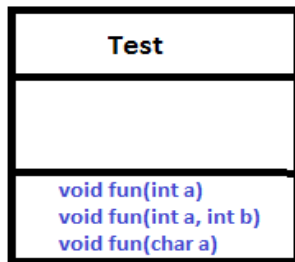 Test
void fun(int a)
void fun(int a, int b)
void fun(char a)